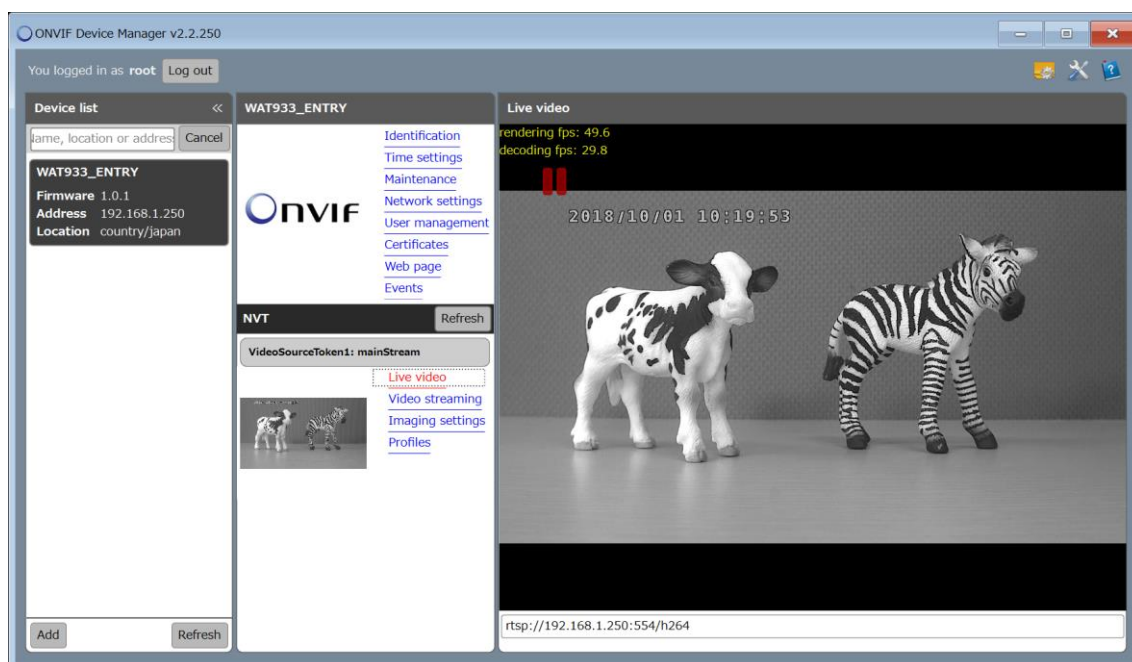 ONVIF Device Manager v2.2.250
You logged in as root Log out
Device list
Name, location or address Cancel
WAT933_ENTRY
Firmware 1.0.1
Address 192.168.1.250
Location country/japan
Add Refresh
WAT933_ENTRY
ONVIF
Identification
Time settings
Maintenance
Network settings
User management
Certificates
Web page
Events
NVT Refresh
VideoSourceToken1: mainStream
Live video
Video streaming
Imaging settings
Profiles
Live video
rendering fps: 49.6
decoding fps: 29.8
2018/10/01 10:19:53
rtsp://192.168.1.250:554/h264